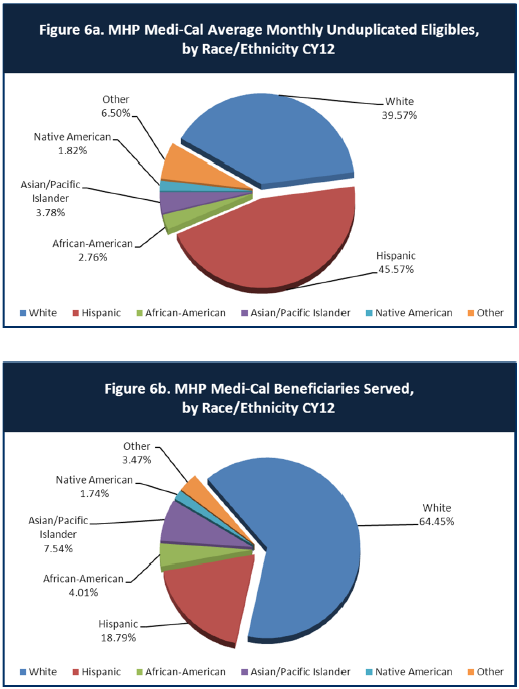 Figure 6a. MHP Medi-Cal Average Monthly Unduplicated Eligibles,
by Race/Ethnicity CY12
Other
6.50%
White
39.57%
Native American
1.82%
Asian/Pacific
Islander
3.78%
African-American
2.76%
Hispanic
45.57%
White Hispanic African-American Asian/Pacific Islander Native American Other
Figure 6b. MHP Medi-Cal Beneficiaries Served,
by Race/Ethnicity CY12
Other
3.47%
Native American
1.74%
White
64.45%
Asian/Pacific
Islander
7.54%
African-American
4.01%
Hispanic
18.79%
White Hispanic African-American Asian/Pacific Islander Native American Other